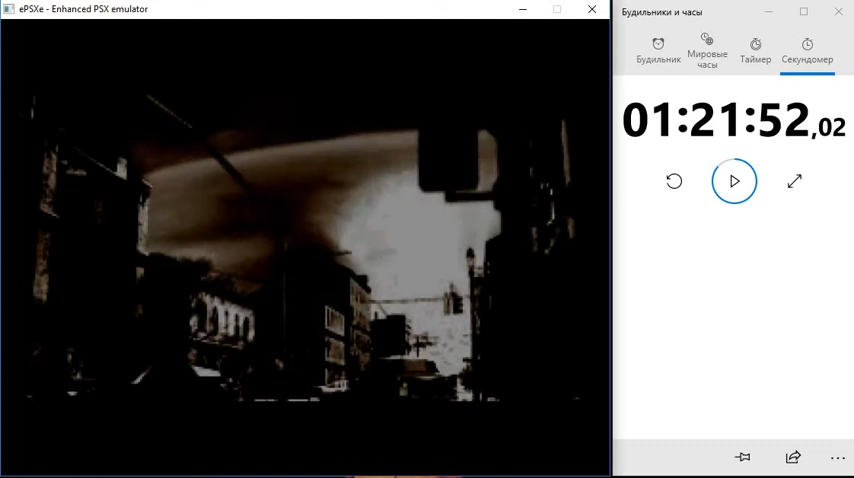 ePSXe - Enhanced PSX emulator
Будильники и часы
Будильник
Мировые
часы
Таймер
Секундомер
01:21:52,02